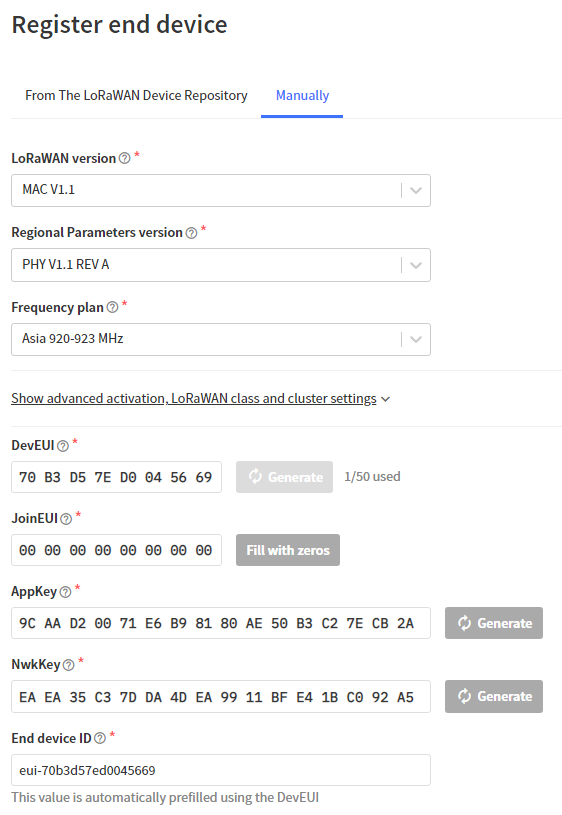 Register end device
From The LoRaWAN Device Repository Manually
LoRaWAN version *
MAC V1.1
Regional Parameters version *
PHY V1.1 REV A
Frequency plan *
Asia 920-923 MHz
Show advanced activation, LoRaWAN class and cluster settings
DevEUI *
70 B3 D5 7E D0 04 56 69 Generate 1/50 used
JoinEUI *
00 00 00 00 00 00 00 00 Fill with zeros
AppKey *
9C AA D2 00 71 E6 B9 81 80 AE 50 B3 C2 7E CB 2A Generate
NwkKey *
EA EA 35 C3 7D DA 4D EA 99 11 BF E4 1B C0 92 A5 Generate
End device ID *
eui-70b3d57ed0045669
This value is automatically prefilled using the DevEUI